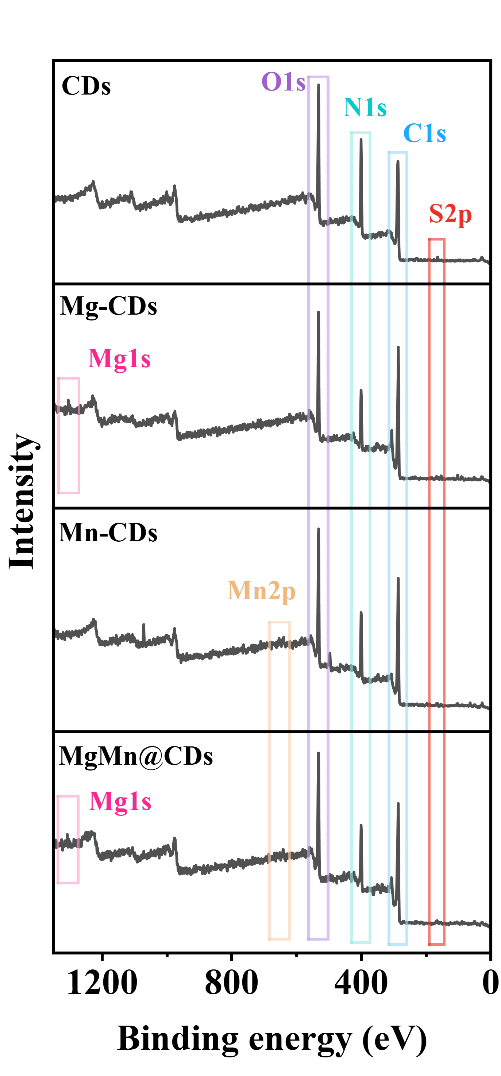 CDs
O1s
N1s
C1s
S2p
Mg-CDs
Mg1s
Mn-CDs
Mn2p
MgMn@CDs
Mg1s
Intensity
1200 800 400 0
Binding energy (eV)